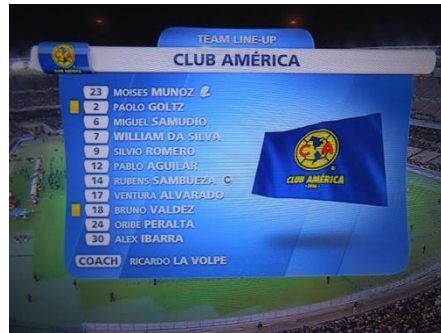 TEAM LINE-UP
CLUB AMÉRICA
23 MOISES MUNOZ
2 PAOLO GOLTZ
6 MIGUEL SAMUDIO
7 WILLIAM DA SILVA
9 SILVIO ROMERO
12 PABLO AGUILAR
14 RUBENS SAMBUEZA C
17 VENTURA ALVARADO
18 BRUNO VALDEZ
24 ORIBE PERALTA
30 ALEX IBARRA
COACH RICARDO LA VOLPE
CA
CLUB AMÉRICA